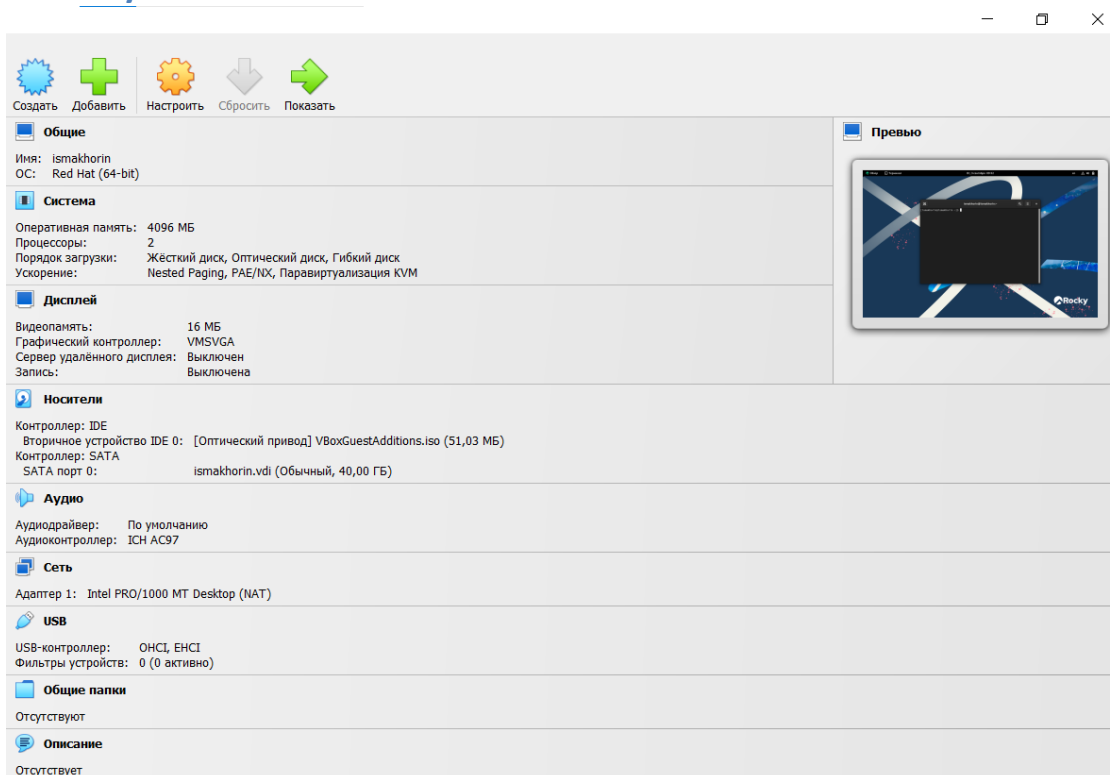 Создать Добавить Настроить Сбросить Показать
Общие
Имя: ismakhorin
ОС: Red Hat (64-bit)
Превью
Rocky
Система
Оперативная память: 4096 МБ
Процессоры: 2
Порядок загрузки: Жёсткий диск, Оптический диск, Гибкий диск
Ускорение: Nested Paging, PAE/NX, Паравиртуализация KVM
Дисплей
Видеопамять: 16 МБ
Графический контроллер: VMSVGA
Сервер удалённого дисплея: Выключен
Запись: Выключена
Носители
Контроллер: IDE
Вторичное устройство IDE 0: [Оптический привод] VBoxGuestAdditions.iso (51,03 МБ)
Контроллер: SATA
SATA порт 0: ismakhorin.vdi (Обычный, 40,00 ГБ)
Аудио
Аудиодрайвер: По умолчанию
Аудиоконтроллер: ICH AC97
Сеть
Адаптер 1: Intel PRO/1000 MT Desktop (NAT)
USB
USB-контроллер: OHCI, EHCI
Фильтры устройств: 0 (0 активно)
Общие папки
Отсутствуют
Описание
Отсутствует